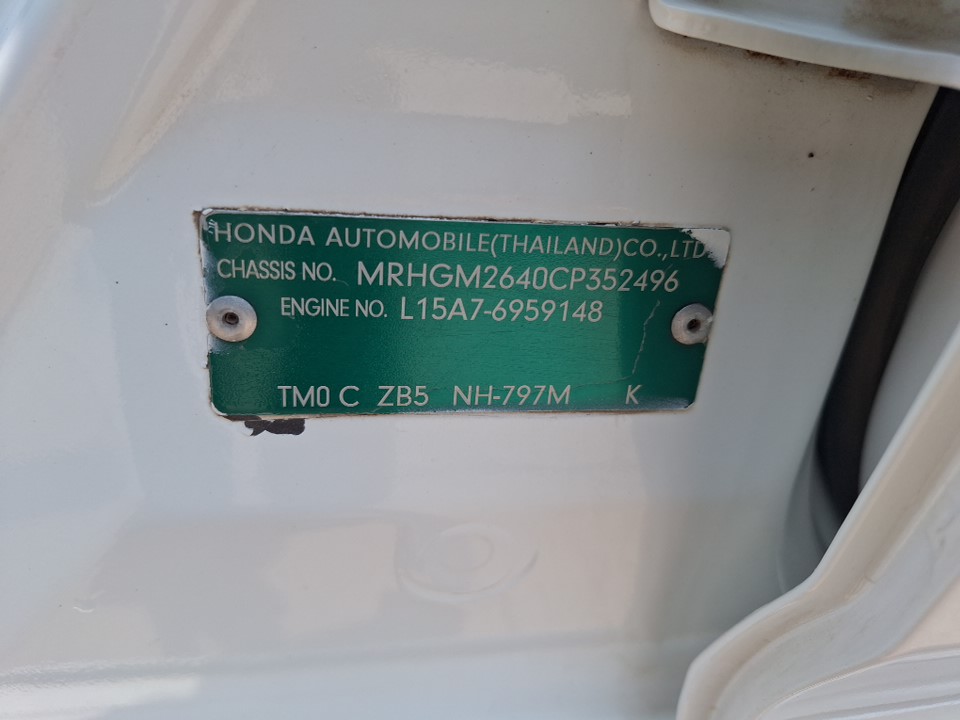 HONDA AUTOMOBILE(THAILAND)CO.,LTD
CHASSIS NO. MRHGM2640CP352496
ENGINE NO. L15A7-6959148
TM0 C ZB5 NH-797M K